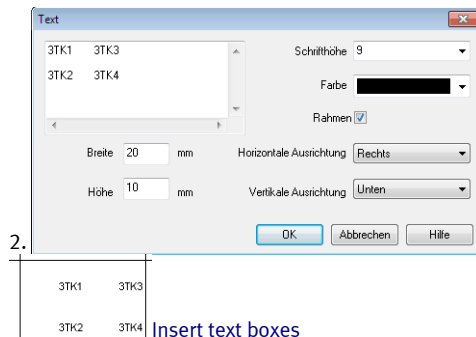 Text
3TK1 3TK3
3TK2 3TK4
Schrifthöhe 9
Farbe
Rahmen
Breite 20 mm Horizontale Ausrichtung Rechts
Höhe 10 mm Vertikale Ausrichtung Unten
OK Abbrechen Hilfe
2.
3TK1 3TK3
3TK2 3TK4 Insert text boxes